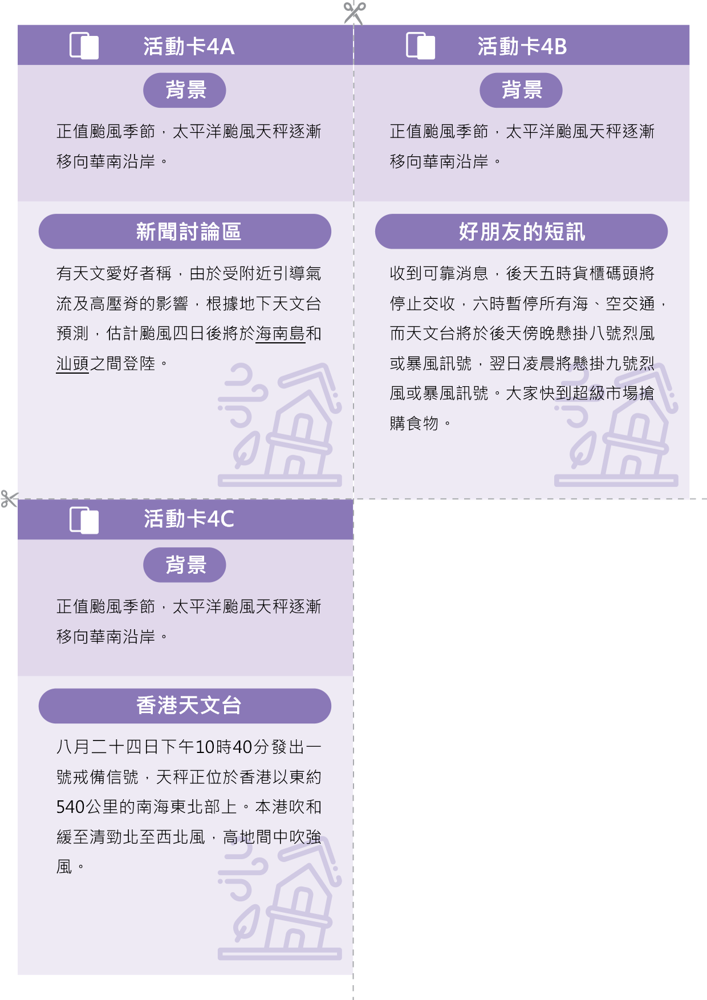 活動卡4A
背景
正值颱風季節，太平洋颱風天秤逐漸
移向華南沿岸。
新聞討論區
有天文愛好者稱，由於受附近引導氣
流及高壓脊的影響，根據地下天文台
預測，估計颱風四日後將於海南島和
汕頭之間登陸。
活動卡4B
背景
正值颱風季節，太平洋颱風天秤逐漸
移向華南沿岸。
好朋友的短訊
收到可靠消息，後天五時貨櫃碼頭將
停止交收，六時暫停所有海、空交通，
而天文台將於後天傍晚懸掛八號烈風
或暴風訊號，翌日凌晨將懸掛九號烈
風或暴風訊號。大家快到超級市場搶
購食物。
活動卡4C
背景
正值颱風季節，太平洋颱風天秤逐漸
移向華南沿岸。
香港天文台
八月二十四日下午10時40分發出一
號戒備信號，天秤正位於香港以東約
540公里的南海東北部上。本港吹和
緩至清勁北至西北風，高地間中吹強
風。